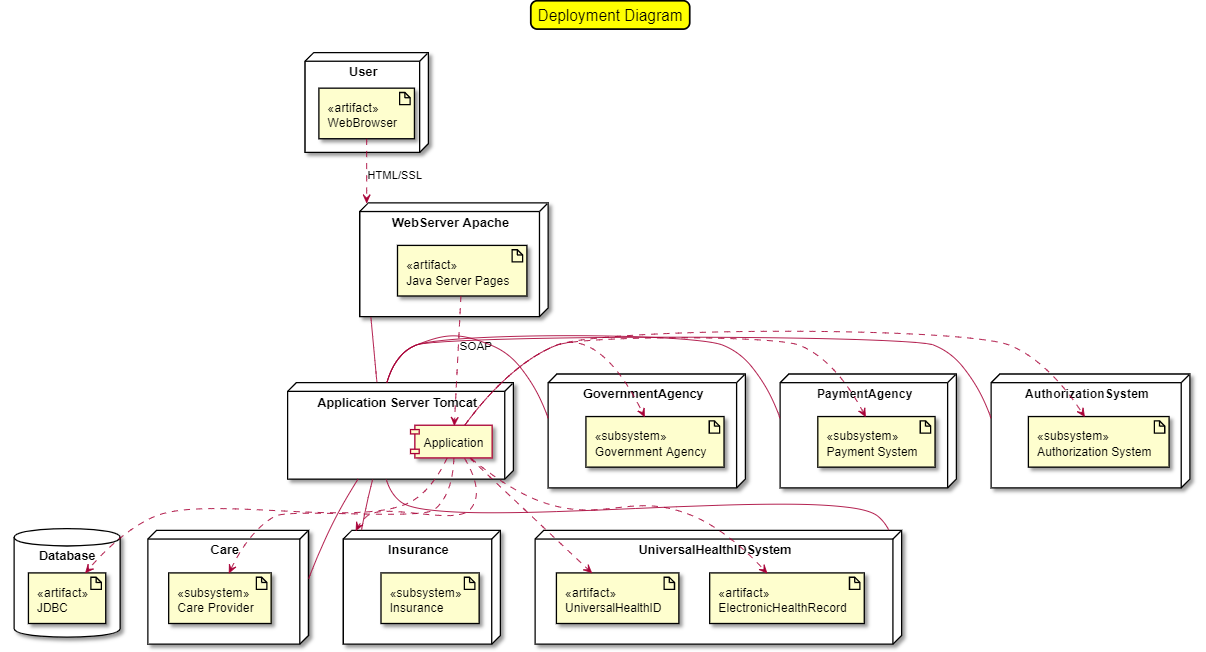 Deployment Diagram
User
«artifact»
WebBrowser
HTML/SSL
WebServer Apache
«artifact»
Java Server Pages
SOAP
Application Server Tomcat
Application
GovernmentAgency
«subsystem»
Government Agency
PaymentAgency
«subsystem»
Payment System
AuthorizationSystem
«subsystem»
Authorization System
Database
«artifact»
JDBC
Care
«subsystem»
Care Provider
Insurance
«subsystem»
Insurance
UniversalHealthIDSystem
«artifact»
UniversalHealthID
«artifact»
ElectronicHealthRecord